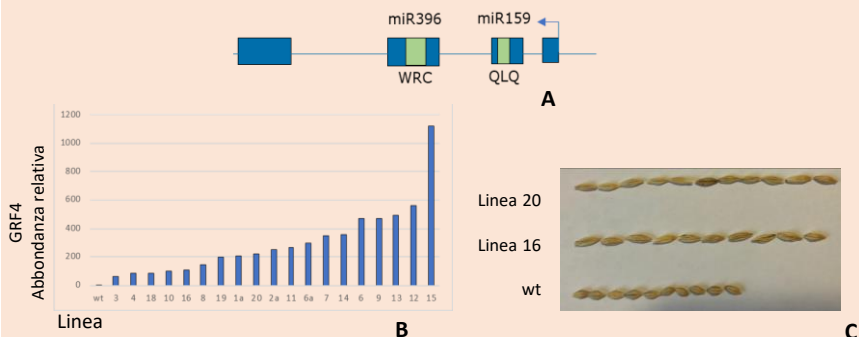 miR396 miR159
WRC QLQ
A
GRF4
Abbondanza relativa
1200
1000
800
600
400
200
0
wt 3 4 18 10 16 8 19 1a 20 2a 11 6a 7 14 6 9 13 12 15
Linea
B
Linea 20
Linea 16
wt
C